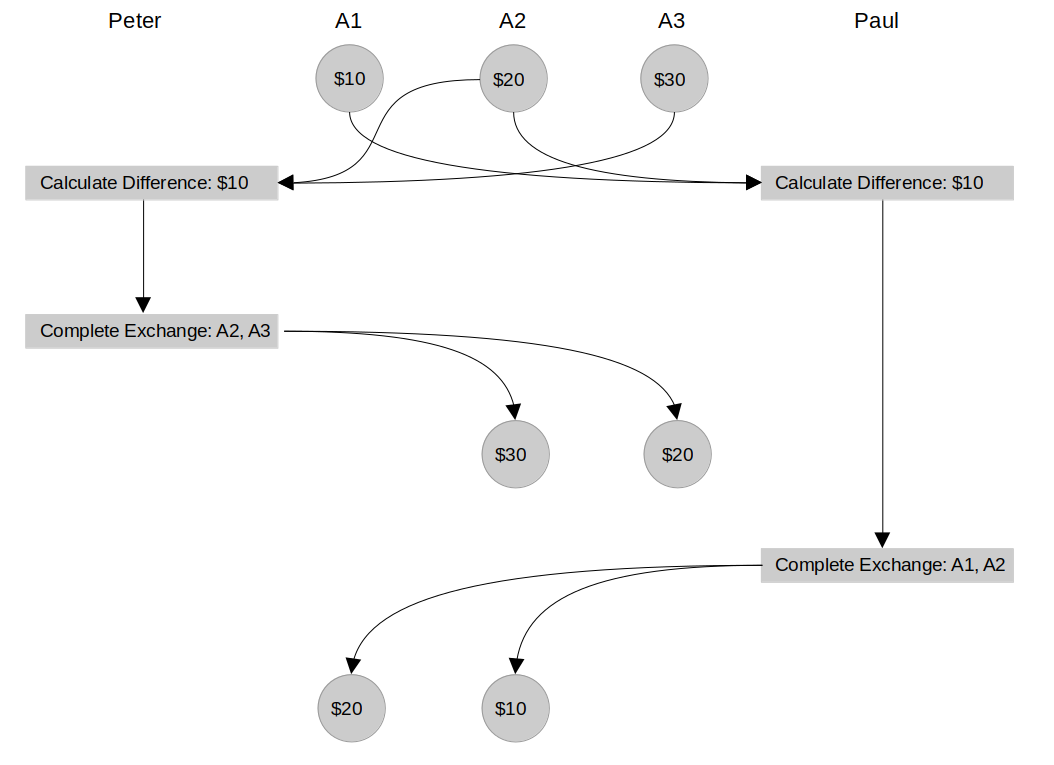 Peter
A1
A2
A3
Paul
$10
$20
$30
Calculate Difference: $10
Calculate Difference: $10
Complete Exchange: A2, A3
$30
$20
Complete Exchange: A1, A2
$20
$10